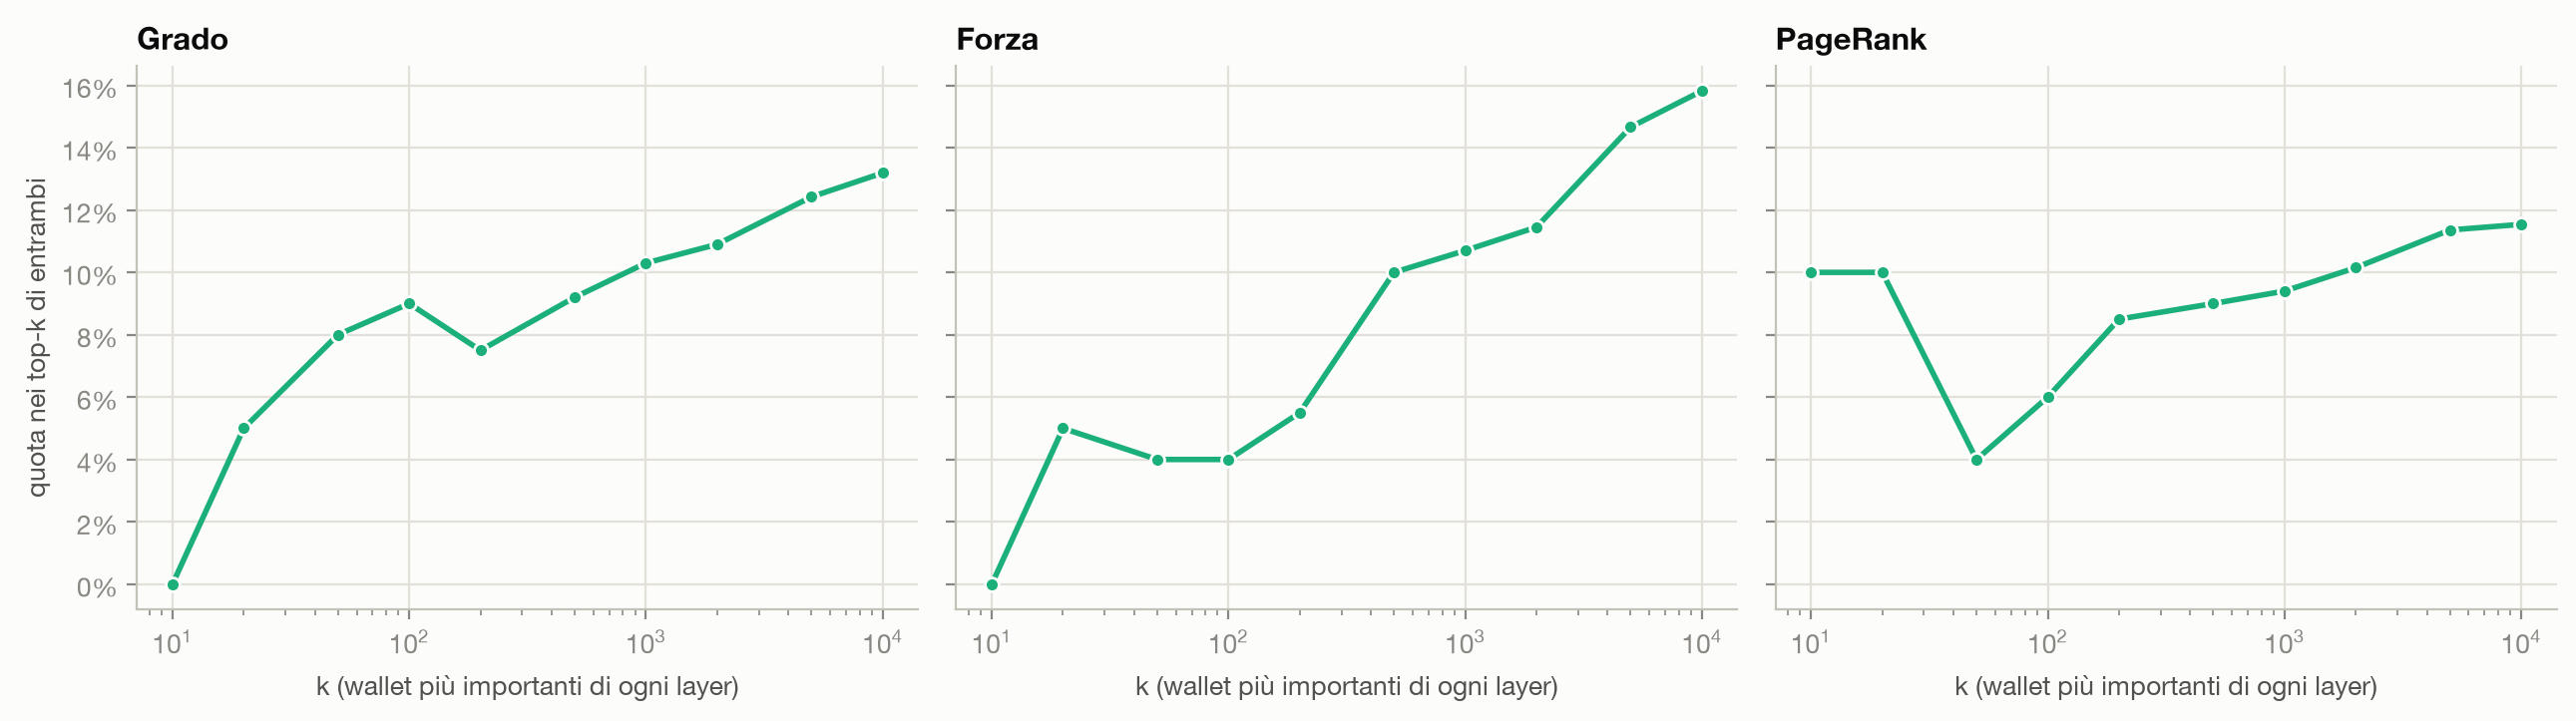 Grado
Forza
PageRank
quota nei top-k di entrambi
16%
14%
12%
10%
8%
6%
4%
2%
0%
10¹ 10² 10³ 10⁴
10¹ 10² 10³ 10⁴
10¹ 10² 10³ 10⁴
k (wallet più importanti di ogni layer)
k (wallet più importanti di ogni layer)
k (wallet più importanti di ogni layer)